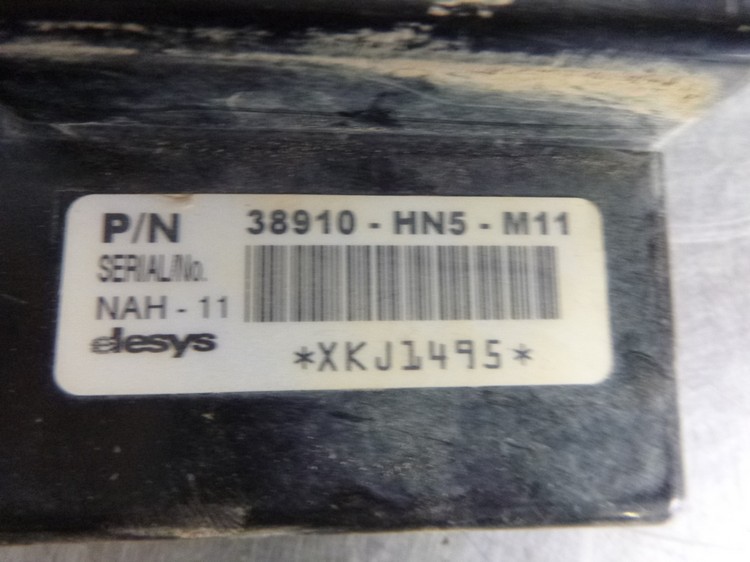 P/N 38910 - HN5 - M11
SERIAL/No.
NAH - 11
elesys
*XKJ1495*